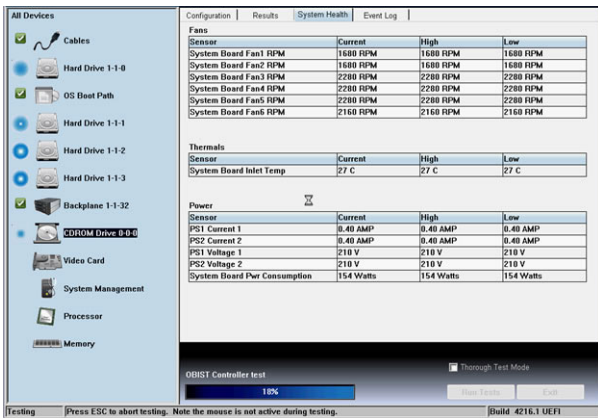 All Devices
Cables
Hard Drive 1-1-0
OS Boot Path
Hard Drive 1-1-1
Hard Drive 1-1-2
Hard Drive 1-1-3
Backplane 1-1-32
CDROM Drive 0-0-0
Video Card
System Management
Processor
Memory
Configuration Results System Health Event Log
Fans
Sensor Current High Low
System Board Fan1 RPM 1680 RPM 1680 RPM 1680 RPM
System Board Fan2 RPM 1680 RPM 1680 RPM 1680 RPM
System Board Fan3 RPM 2280 RPM 2280 RPM 2280 RPM
System Board Fan4 RPM 2280 RPM 2280 RPM 2280 RPM
System Board Fan5 RPM 2280 RPM 2280 RPM 2280 RPM
System Board Fan6 RPM 2160 RPM 2160 RPM 2160 RPM
Thermals
Sensor Current High Low
System Board Inlet Temp 27 C 27 C 27 C
Power
Sensor Current High Low
PS1 Current 1 0.40 AMP 0.40 AMP 0.40 AMP
PS2 Current 2 0.40 AMP 0.40 AMP 0.40 AMP
PS1 Voltage 1 210 V 210 V 210 V
PS2 Voltage 2 210 V 210 V 210 V
System Board Pwr Consumption 154 Watts 154 Watts 154 Watts
OBIST Controller test
18%
Thorough Test Mode
Run Tests Exit
Testing Press ESC to abort testing. Note the mouse is not active during testing. Build 4216.1 UEFI